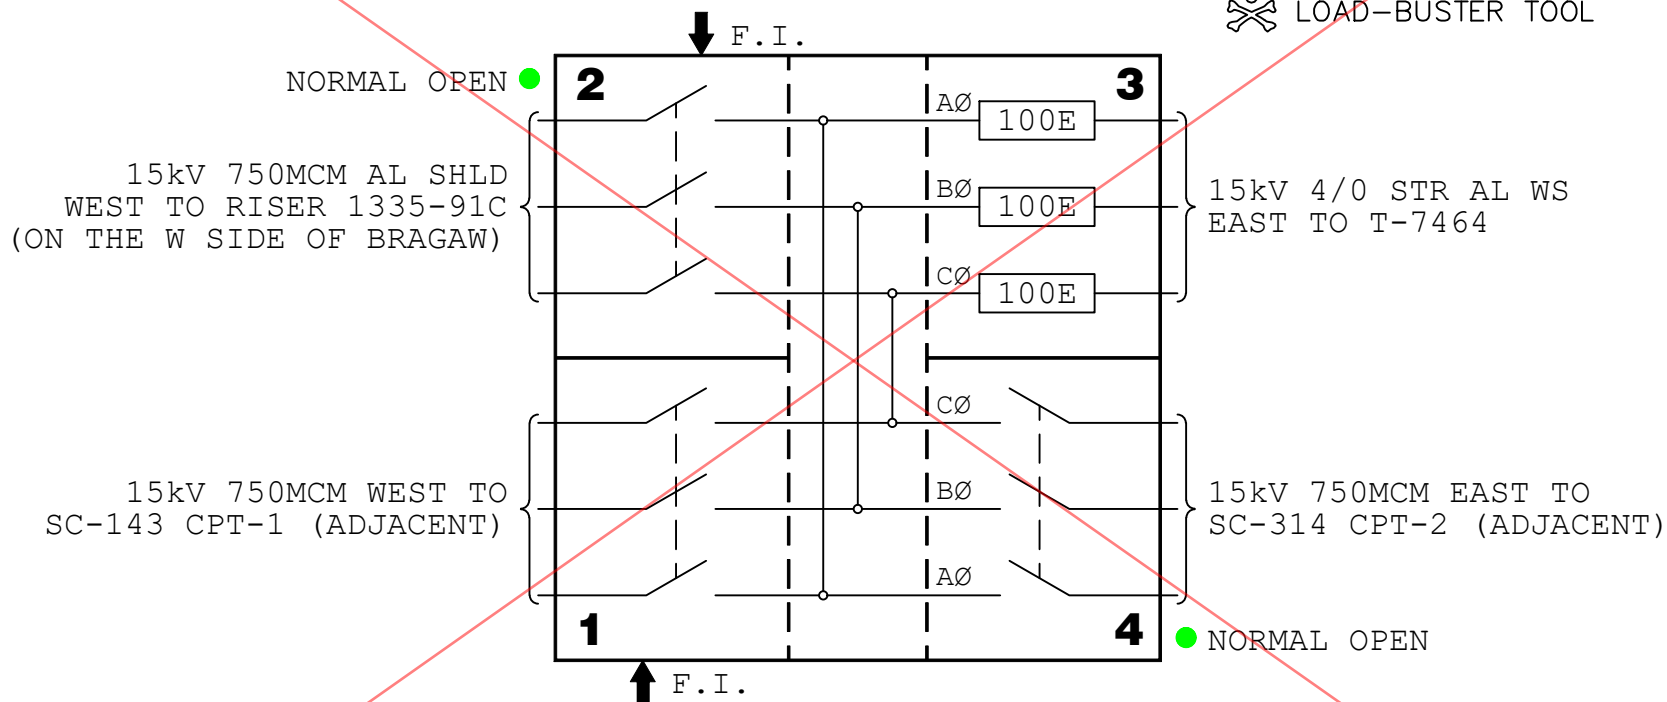 LOAD-BUSTER TOOL
F.I.
NORMAL OPEN
2
3
AØ
100E
15kV 750MCM AL SHLD
WEST TO RISER 1335-91C
(ON THE W SIDE OF BRAGAW)
BØ
100E
15kV 4/0 STR AL WS
EAST TO T-7464
CØ
100E
CØ
15kV 750MCM WEST TO
SC-143 CPT-1 (ADJACENT)
BØ
15kV 750MCM EAST TO
SC-314 CPT-2 (ADJACENT)
AØ
1
4
NORMAL OPEN
F.I.